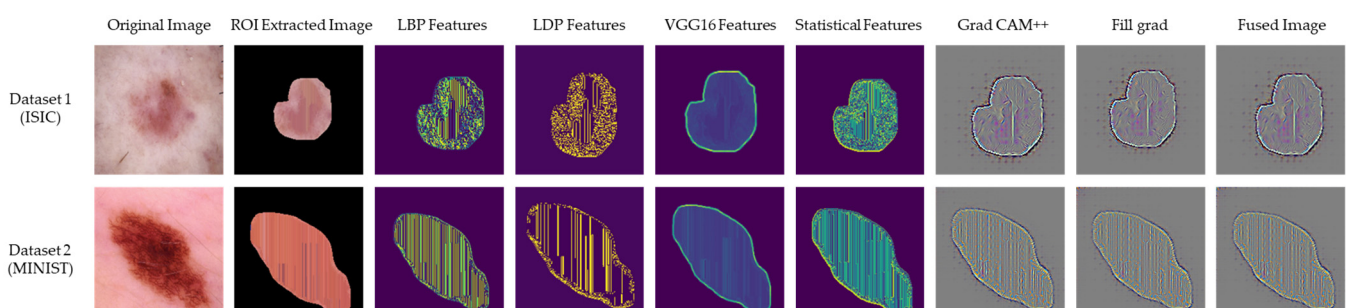 Original Image ROI Extracted Image LBP Features LDP Features VGG16 Features Statistical Features Grad CAM++ Fill grad Fused Image
Dataset 1
(ISIC)
Dataset 2
(MINIST)